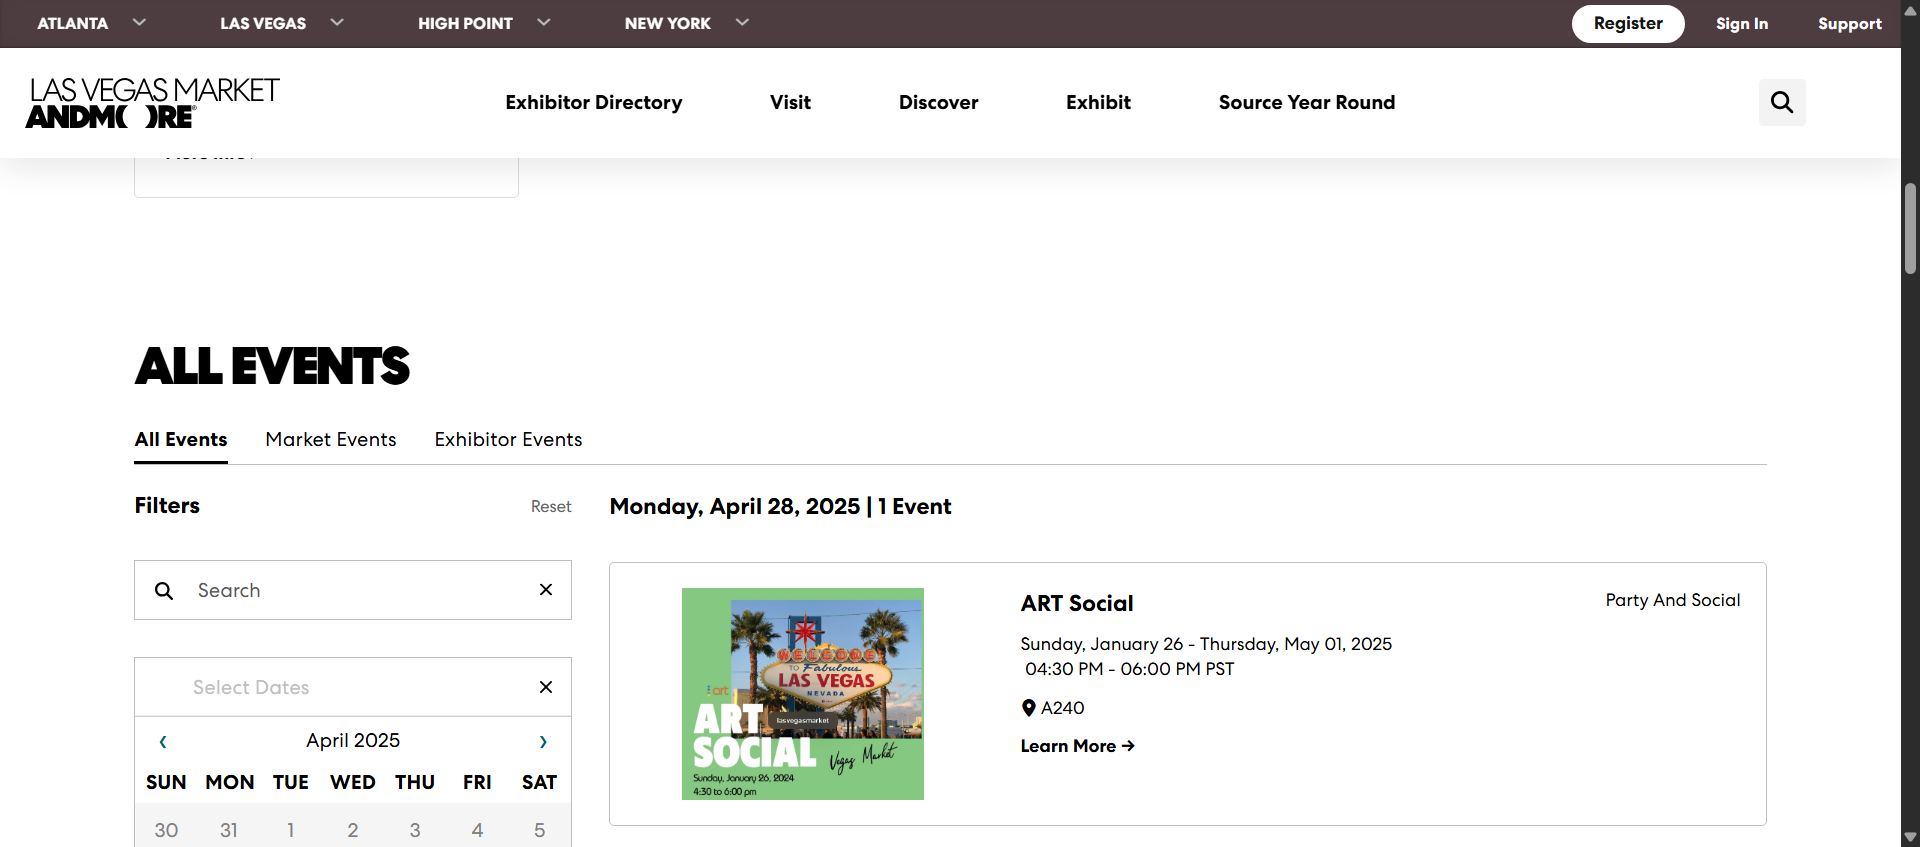 ATLANTA LAS VEGAS HIGH POINT NEW YORK Register Sign In Support
LAS VEGAS MARKET
ANDMORE®
Exhibitor Directory Visit Discover Exhibit Source Year Round
ALL EVENTS
All Events Market Events Exhibitor Events
Filters Reset
Search
Select Dates
April 2025
SUN MON TUE WED THU FRI SAT
30 31 1 2 3 4 5
Monday, April 28, 2025 | 1 Event
WELCOME
TO Fabulous
LAS VEGAS
NEVADA
art
lasvegasmarket
ART
SOCIAL
Vegas Market
Sunday, January 26, 2024
4:30 to 6:00 pm
ART Social
Party And Social
Sunday, January 26 - Thursday, May 01, 2025
04:30 PM - 06:00 PM PST
A240
Learn More →